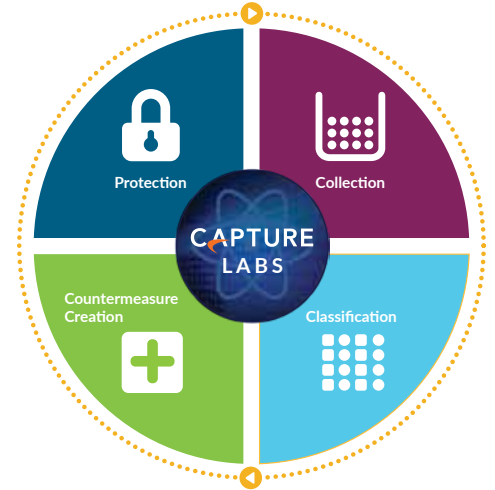 Protection
Collection
CAPTURE
LABS
Countermeasure
Creation
Classification